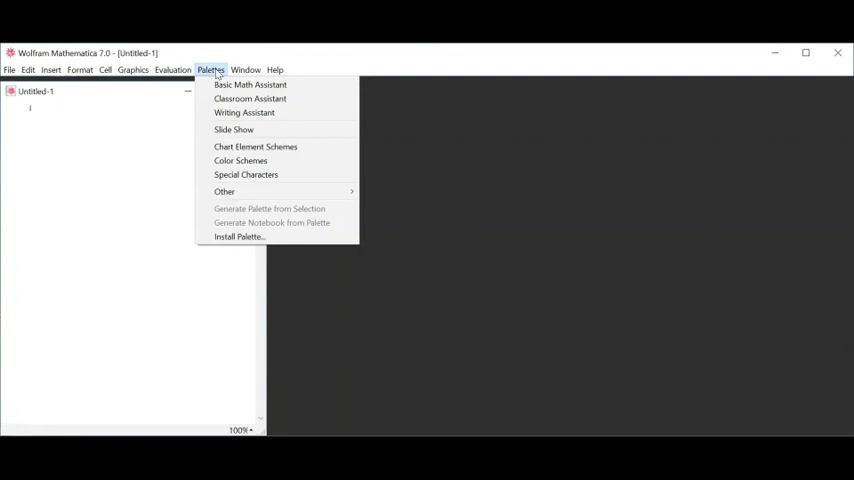 Wolfram Mathematica 7.0 - [Untitled-1]
File Edit Insert Format Cell Graphics Evaluation Palettes Window Help
Untitled-1
Basic Math Assistant
Classroom Assistant
Writing Assistant
Slide Show
Chart Element Schemes
Color Schemes
Special Characters
Other
Generate Palette from Selection
Generate Notebook from Palette
Install Palette...
100%